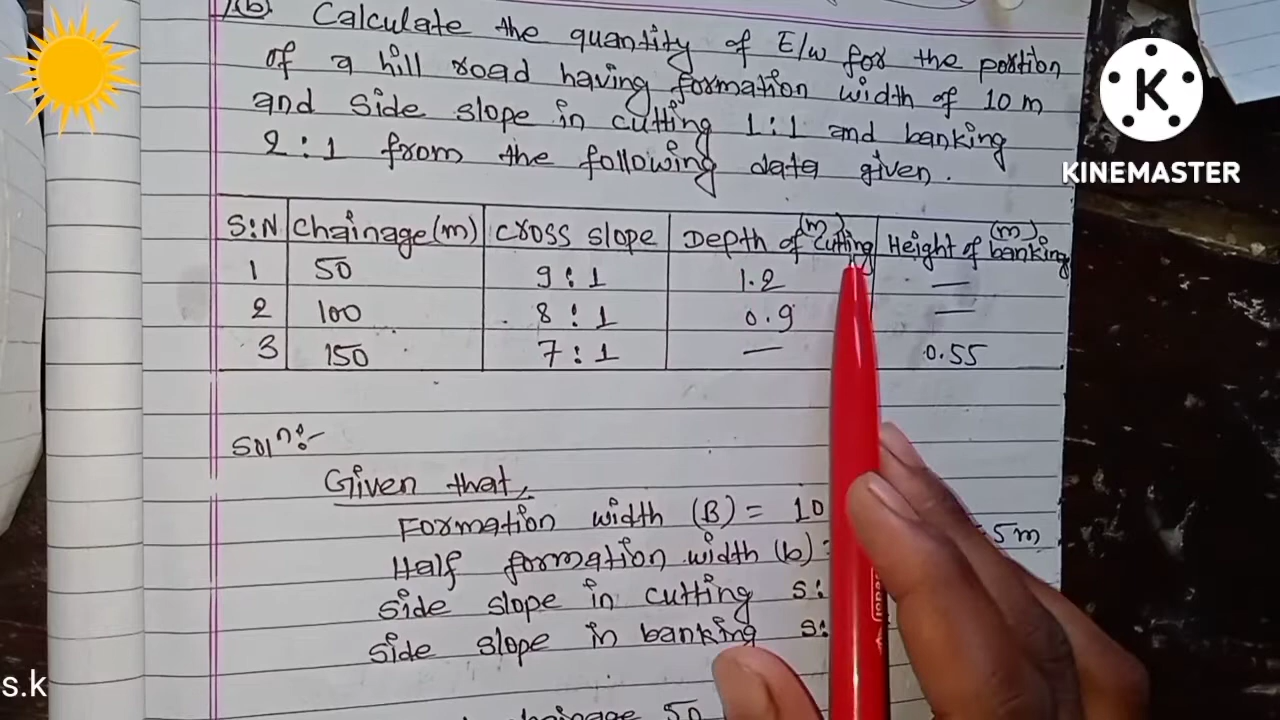 1.(b). Calculate the quantity of E/w for the portion
of a hill road having formation width of 10 m
and side slope in cutting 1:1 and banking
2:1 from the following data given.
S:N Chainage(m) Cross slope Depth of cutting (m) Height of banking (m)
1 50 9:1 1.2 —
2 100 8:1 0.9 —
3 150 7:1 — 0.55
Soln:-
Given that,
Formation width (B) = 10
Half formation width (b) = 5m
Side slope in cutting s:
Side slope in banking s:
chainage 50
K
KINEMASTER
s.k